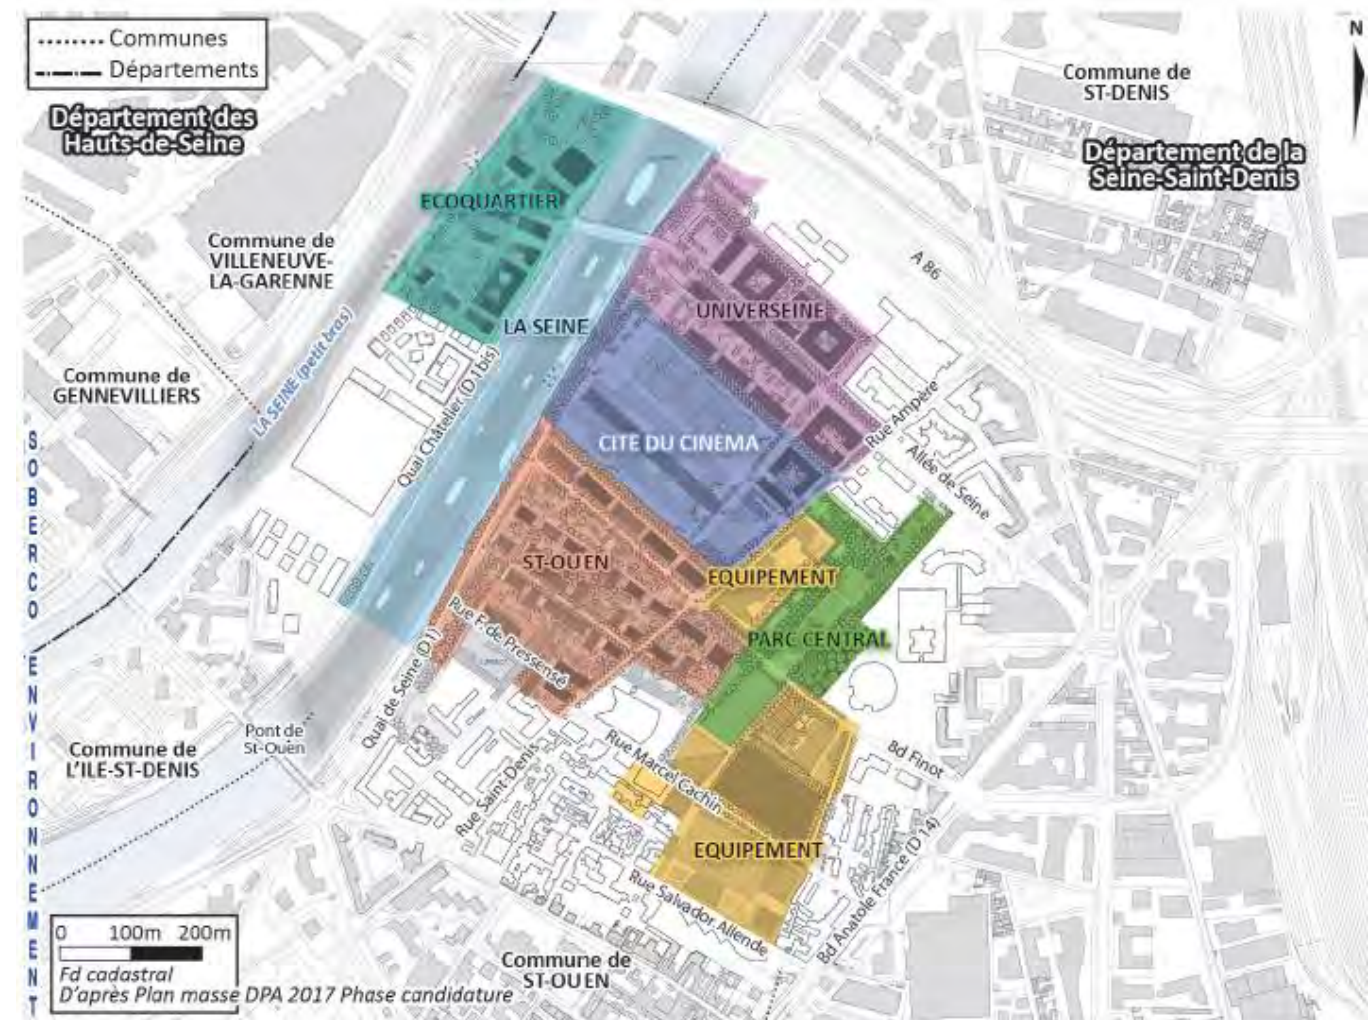 Communes
Départements
N
Département des
Hauts-de-Seine
Commune de
ST-DENIS
Département de la
Seine-Saint-Denis
ECOQUARTIER
Commune de
VILLENEUVE-
LA-GARENNE
A 86
UNIVERSEINE
LA SEINE
LA SEINE (petit bras)
Commune de
GENNEVILLIERS
Quai Châtelier (D 1bis)
CITE DU CINEMA
Rue Ampère
Allée de Seine
ST-OUEN
EQUIPEMENT
Rue F. de Pressensé
PARC CENTRAL
Quai de Seine (D1)
Pont de
St-Ouen
Commune de
L'ILE-ST-DENIS
Rue Saint-Denis
Rue Marcel Cachin
Bd Finot
EQUIPEMENT
Rue Salvador Allende
Bd Anatole France (D 14)
Commune de
ST-OUEN
SOBERCO ENVIRONNEMENT
0 100m 200m
Fd cadastral
D'après Plan masse DPA 2017 Phase candidature